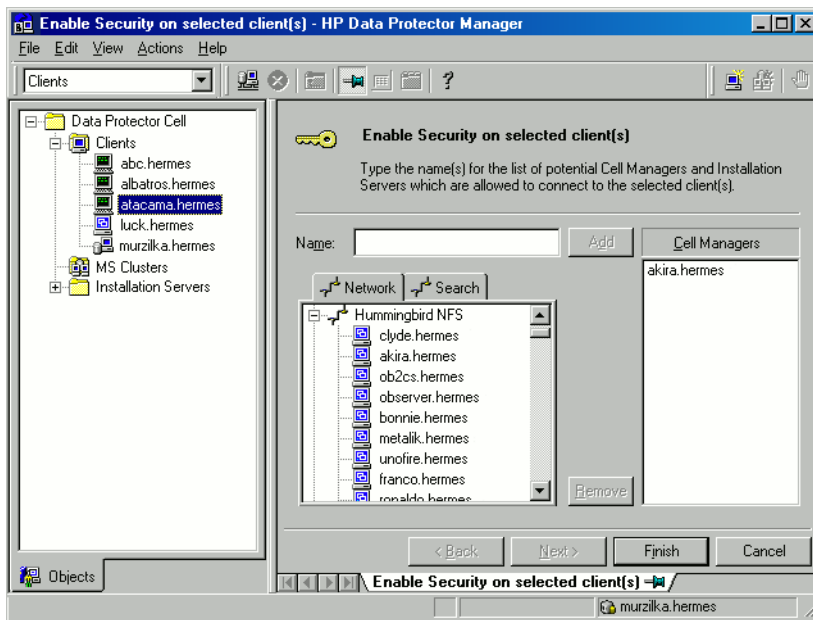 Enable Security on selected client(s) - HP Data Protector Manager
File Edit View Actions Help
Clients
Data Protector Cell
Clients
abc.hermes
albatros.hermes
atacama.hermes
luck.hermes
murzilka.hermes
MS Clusters
Installation Servers
Objects
Enable Security on selected client(s)
Type the name(s) for the list of potential Cell Managers and Installation
Servers which are allowed to connect to the selected client(s).
Name:
Add
Cell Managers
akira.hermes
Network
Search
Hummingbird NFS
clyde.hermes
akira.hermes
ob2cs.hermes
observer.hermes
bonnie.hermes
metalik.hermes
unofire.hermes
franco.hermes
ronaldo.hermes
Remove
< Back
Next >
Finish
Cancel
Enable Security on selected client(s)
murzilka.hermes